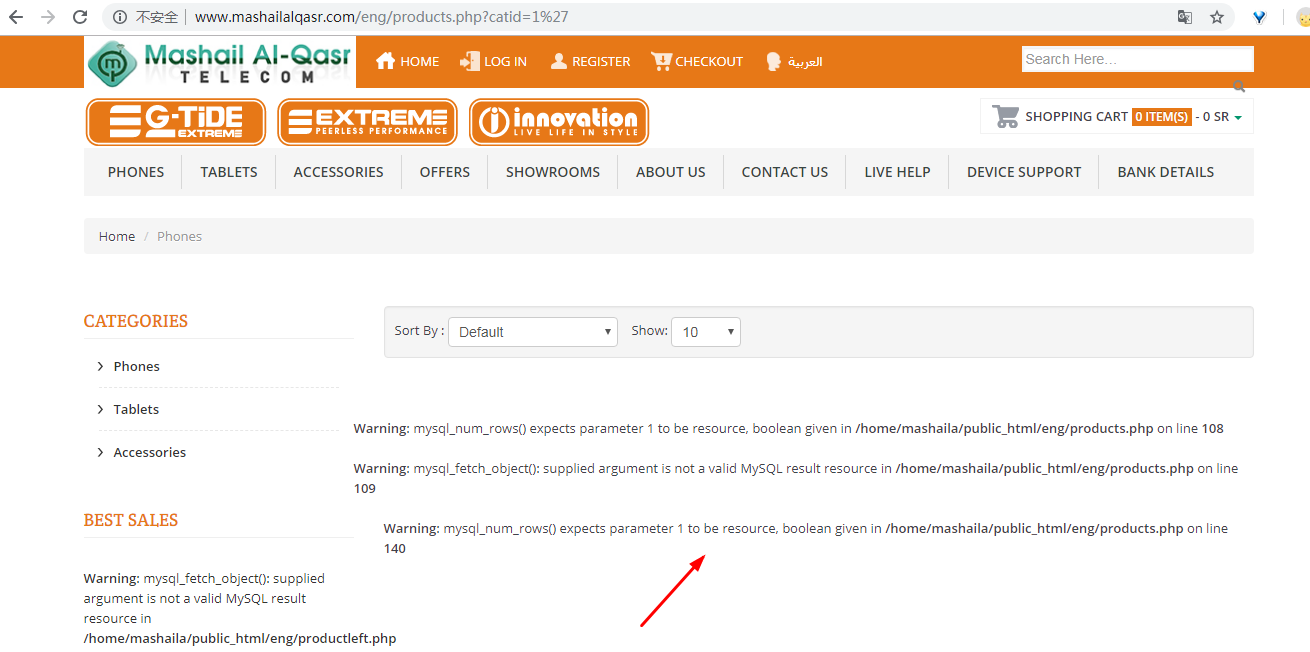 不安全 | www.mashailalqasr.com/eng/products.php?catid=1%27
Mashail Al-Qasr
TELECOM
HOME LOG IN REGISTER CHECKOUT العربية
Search Here...
G-TiDE
EXTREME
EXTREME
PEERLESS PERFORMANCE
innovation
LIVE LIFE IN STYLE
SHOPPING CART 0 ITEM(S) - 0 SR
PHONES TABLETS ACCESSORIES OFFERS SHOWROOMS ABOUT US CONTACT US LIVE HELP DEVICE SUPPORT BANK DETAILS
Home / Phones
CATEGORIES
Phones
Tablets
Accessories
BEST SALES
Warning: mysql_fetch_object(): supplied
argument is not a valid MySQL result
resource in
/home/mashaila/public_html/eng/productleft.php
Sort By : Default Show: 10
Warning: mysql_num_rows() expects parameter 1 to be resource, boolean given in /home/mashaila/public_html/eng/products.php on line 108
Warning: mysql_fetch_object(): supplied argument is not a valid MySQL result resource in /home/mashaila/public_html/eng/products.php on line
109
Warning: mysql_num_rows() expects parameter 1 to be resource, boolean given in /home/mashaila/public_html/eng/products.php on line
140